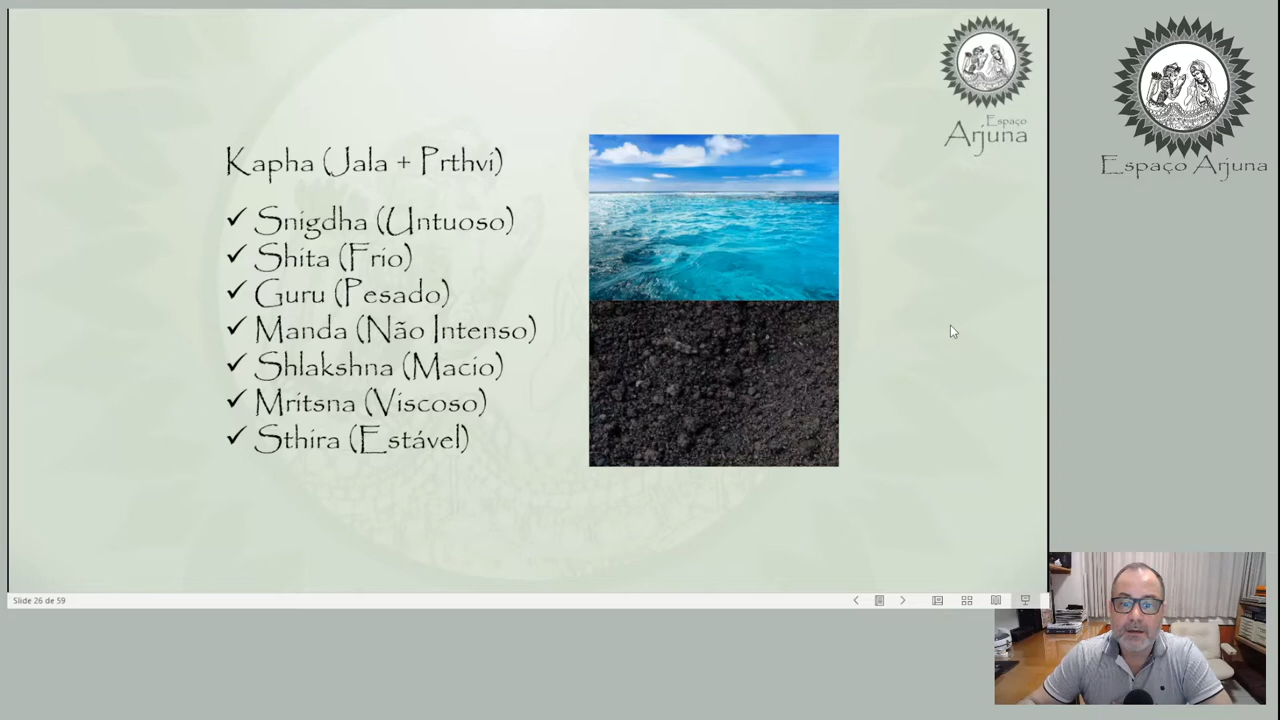 Espaço
Arjuna
Espaço Arjuna
Kapha (Jala + Prthvi)
✓ Snigdha (Untuoso)
✓ Shita (Frio)
✓ Guru (Pesado)
✓ Manda (Não Intenso)
✓ Shlakshna (Macio)
✓ Mritsna (Viscoso)
✓ Sthira (Estável)
Slide 26 de 59